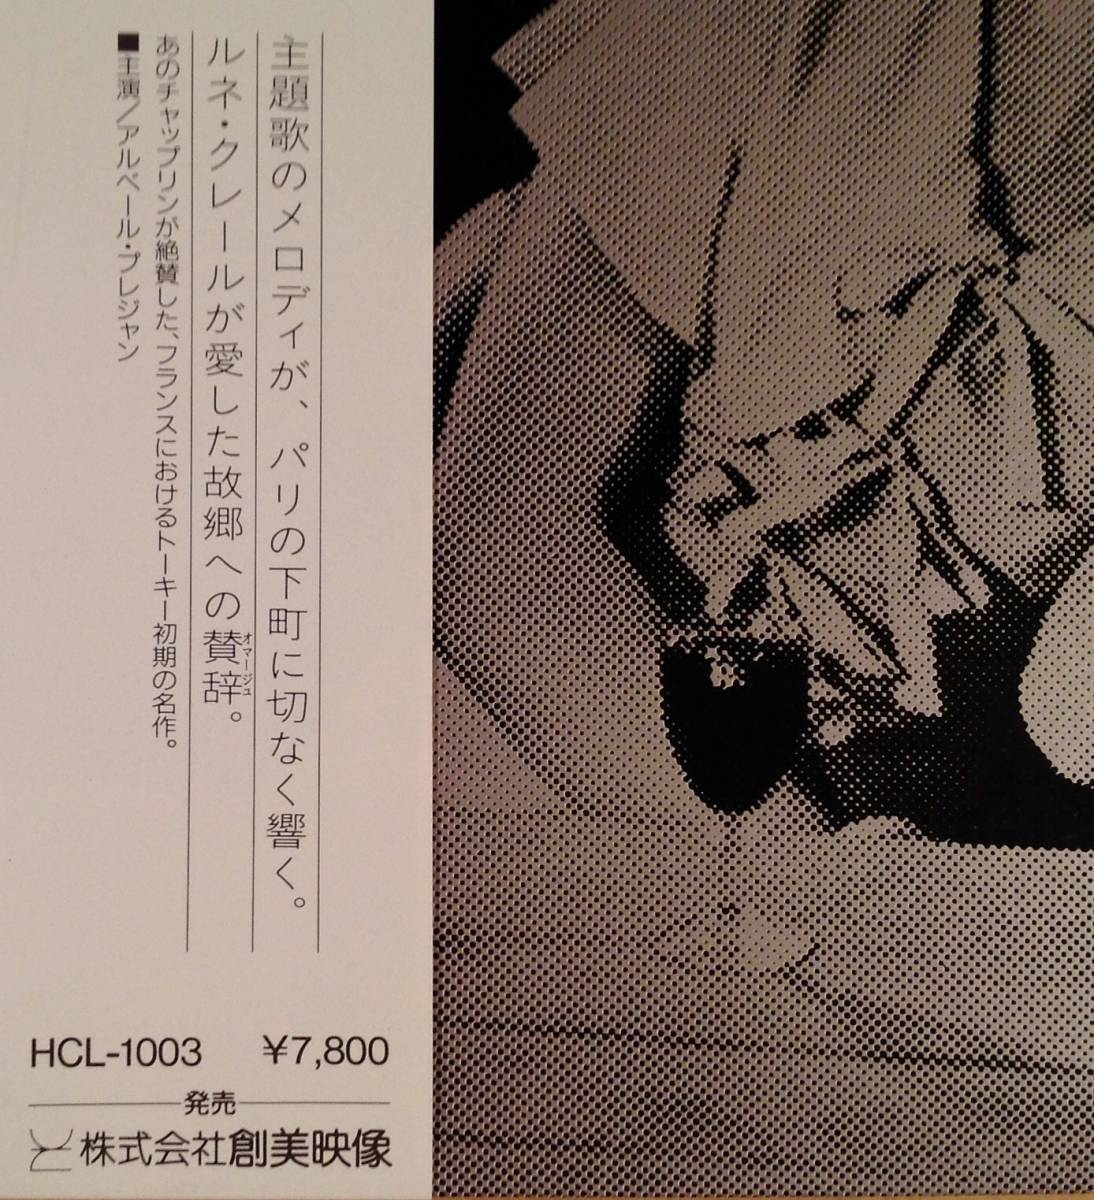 主題歌のメロディが、パリの下町に切なく響く。
ルネ・クレールが愛した故郷への賛辞。
オマージュ
あのチャップリンが絶賛した、フランスにおけるトーキー初期の名作。
■主演／アルベール・プレジャン
HCL-1003 ¥7,800
発売
株式会社創美映像